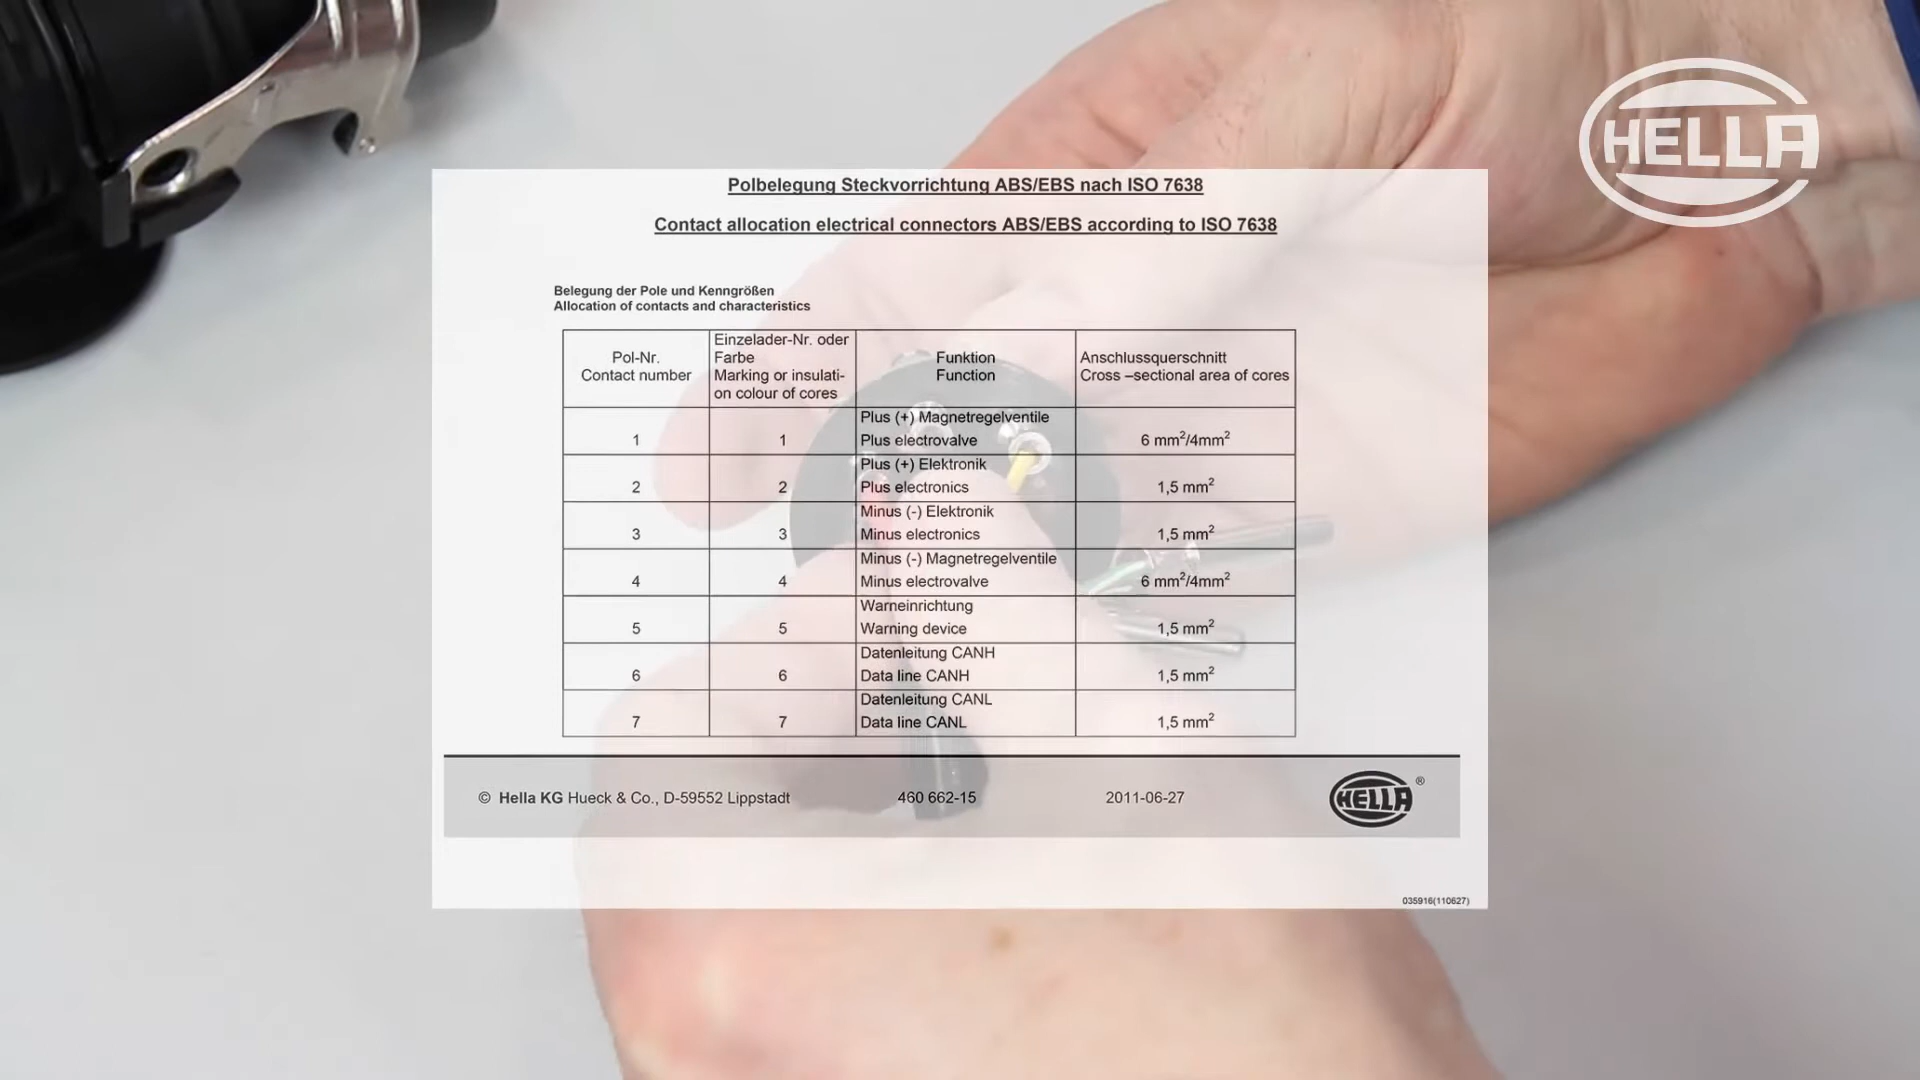 HELLA
Polbelegung Steckvorrichtung ABS/EBS nach ISO 7638
Contact allocation electrical connectors ABS/EBS according to ISO 7638
Belegung der Pole und Kenngrößen
Allocation of contacts and characteristics
Pol-Nr.
Contact number
Einzelader-Nr. oder
Farbe
Marking or insulati-
on colour of cores
Funktion
Function
Anschlussquerschnitt
Cross –sectional area of cores
1
1
Plus (+) Magnetregelventile
Plus electrovalve
6 mm²/4mm²
2
2
Plus (+) Elektronik
Plus electronics
1,5 mm²
3
3
Minus (-) Elektronik
Minus electronics
1,5 mm²
4
4
Minus (-) Magnetregelventile
Minus electrovalve
6 mm²/4mm²
5
5
Warneinrichtung
Warning device
1,5 mm²
6
6
Datenleitung CANH
Data line CANH
1,5 mm²
7
7
Datenleitung CANL
Data line CANL
1,5 mm²
© Hella KG Hueck & Co., D-59552 Lippstadt
460 662-15
2011-06-27
HELLA ®
035916(110627)